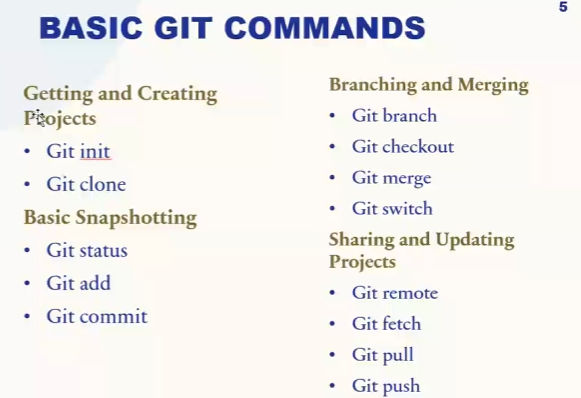 5
BASIC GIT COMMANDS
Getting and Creating
Projects
• Git init
• Git clone
Basic Snapshotting
• Git status
• Git add
• Git commit
Branching and Merging
• Git branch
• Git checkout
• Git merge
• Git switch
Sharing and Updating
Projects
• Git remote
• Git fetch
• Git pull
• Git push